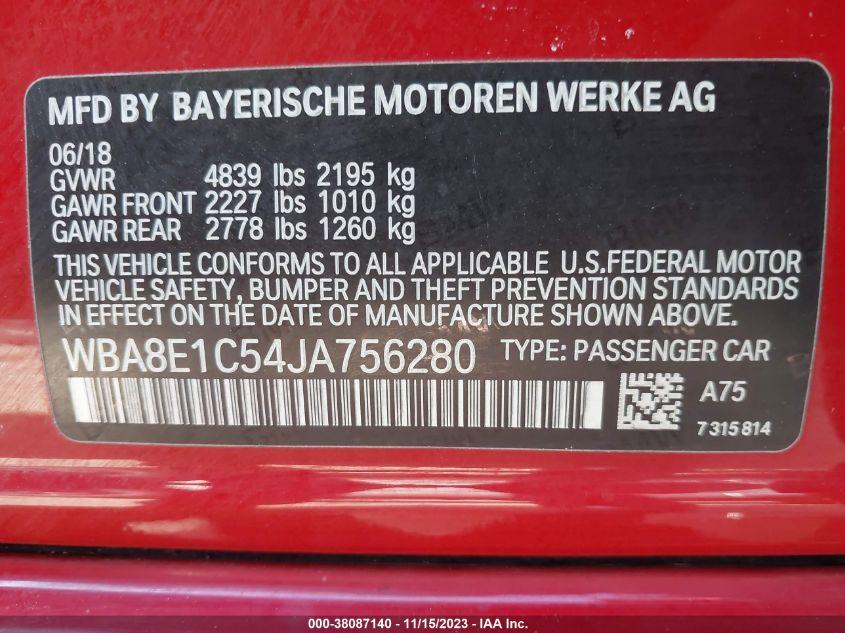 MFD BY BAYERISCHE MOTOREN WERKE AG
06/18
GVWR 4839 lbs 2195 kg
GAWR FRONT 2227 lbs 1010 kg
GAWR REAR 2778 lbs 1260 kg
THIS VEHICLE CONFORMS TO ALL APPLICABLE U.S.FEDERAL MOTOR
VEHICLE SAFETY, BUMPER AND THEFT PREVENTION STANDARDS
IN EFFECT ON THE DATE OF MANUFACTURE SHOWN ABOVE.
WBA8E1C54JA756280 TYPE: PASSENGER CAR
A75
7315814
000-38087140 - 11/15/2023 - IAA Inc.